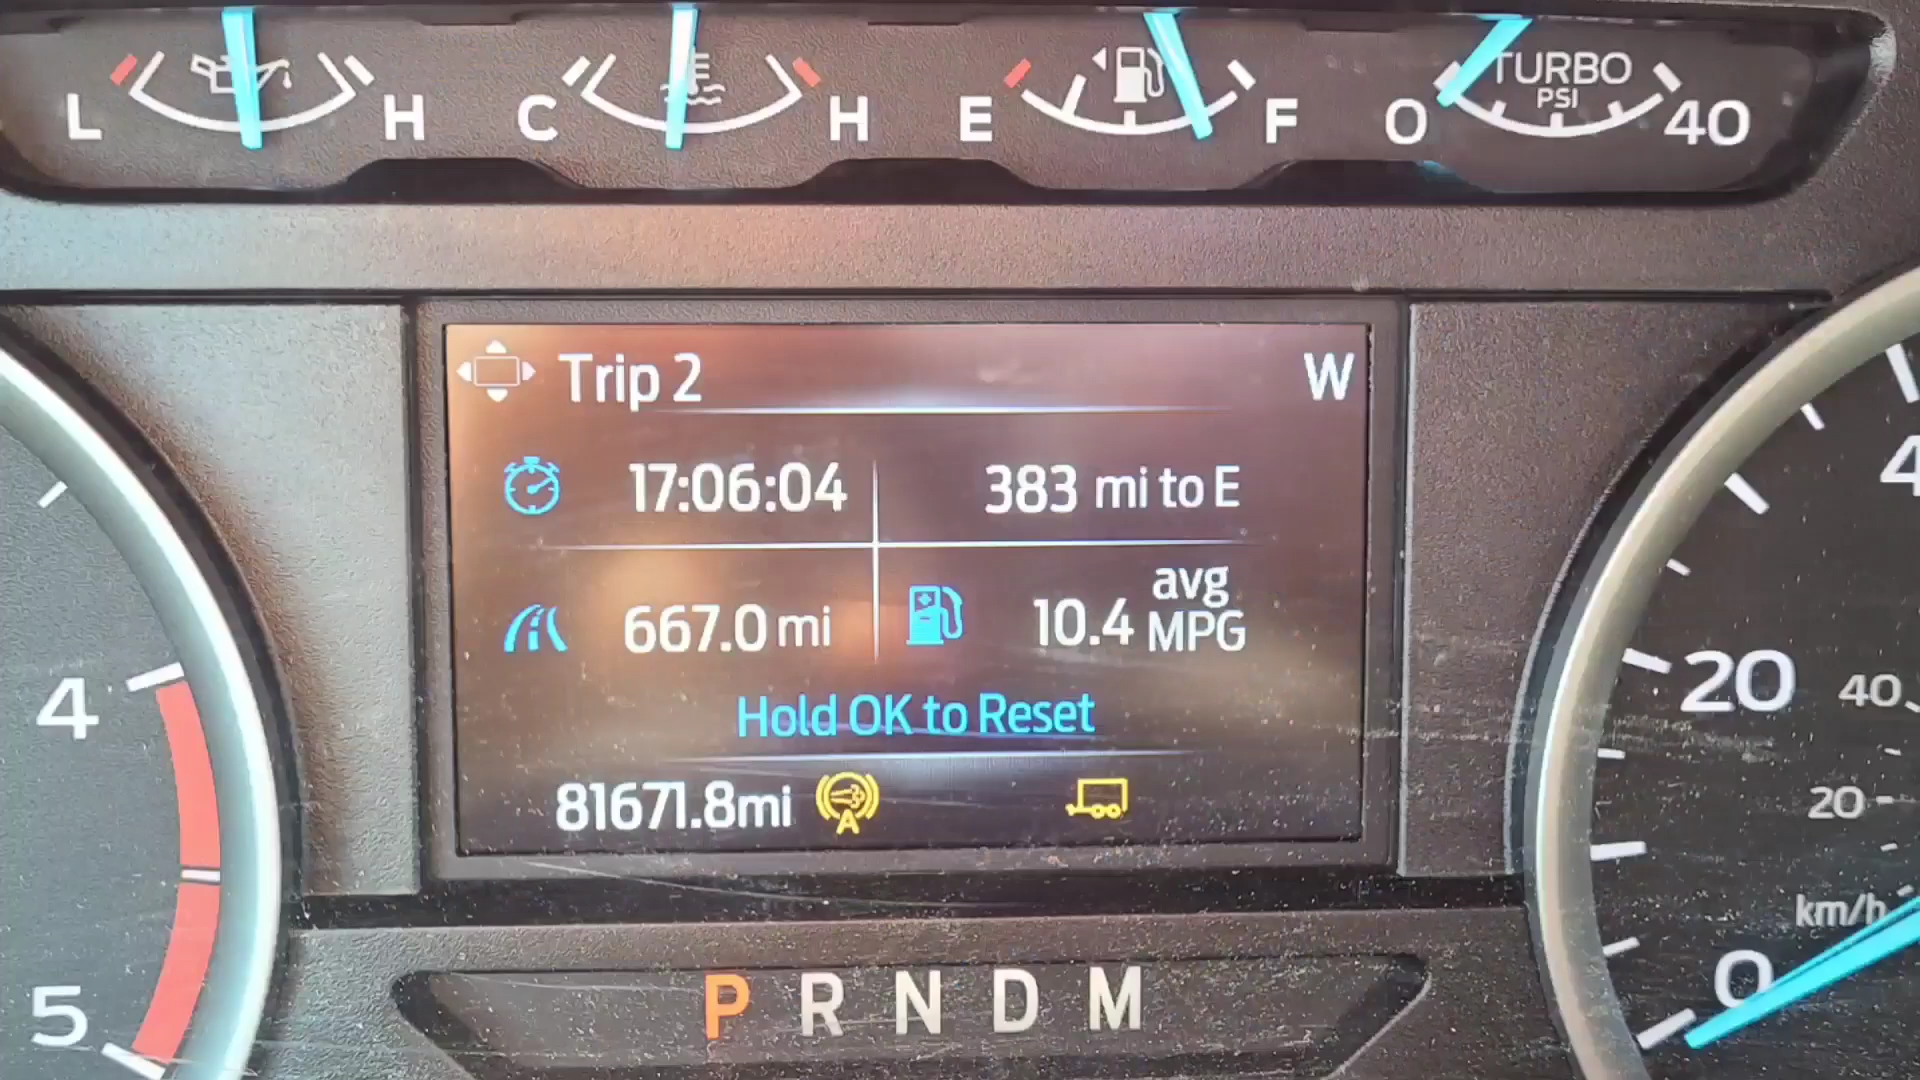 L H C H E F 0 TURBO PSI 40
Trip 2 W
17:06:04 383 mi to E
667.0 mi 10.4 avg MPG
Hold OK to Reset
81671.8mi A
P R N D M
4
5
4
20 40
20
km/h
0